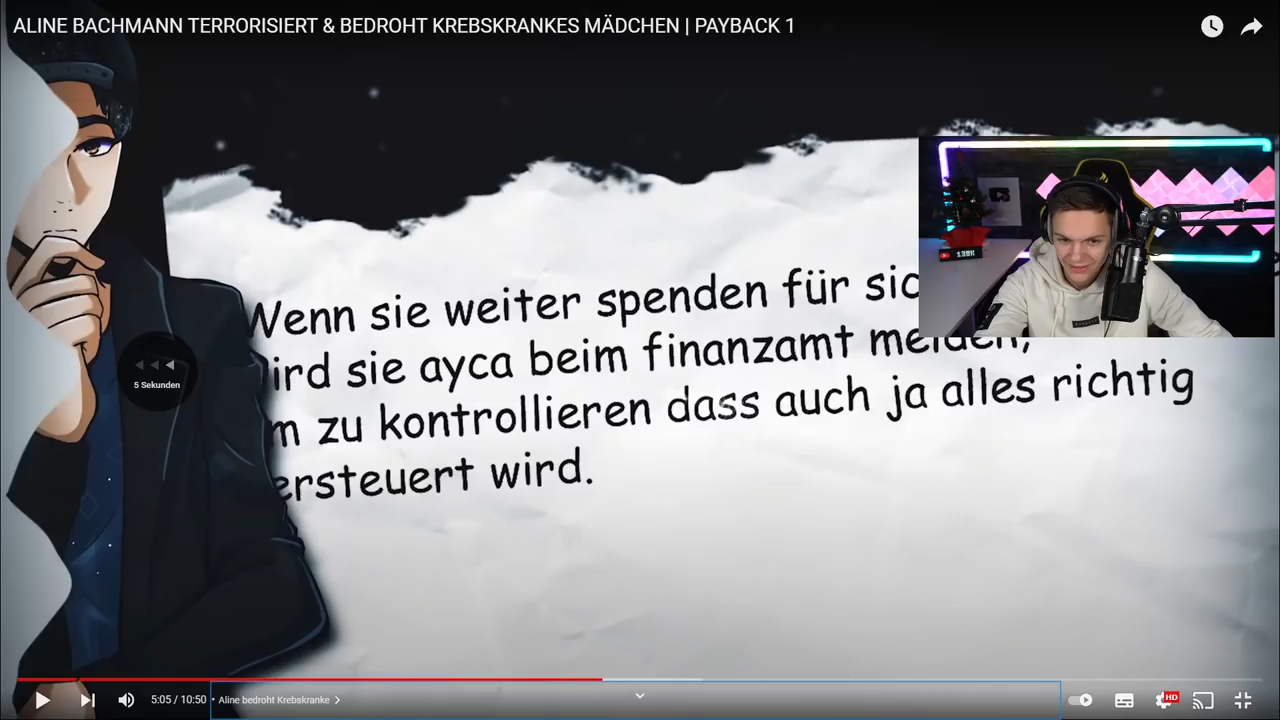 ALINE BACHMANN TERRORISIERT & BEDROHT KREBSKRANKES MÄDCHEN | PAYBACK 1
Wenn sie weiter spenden für sic
ird sie ayca beim finanzamt melden,
m zu kontrollieren dass auch ja alles richtig
ersteuert wird.
5 Sekunden
138K
5:05 / 10:50 • Aline bedroht Krebskranke
HD